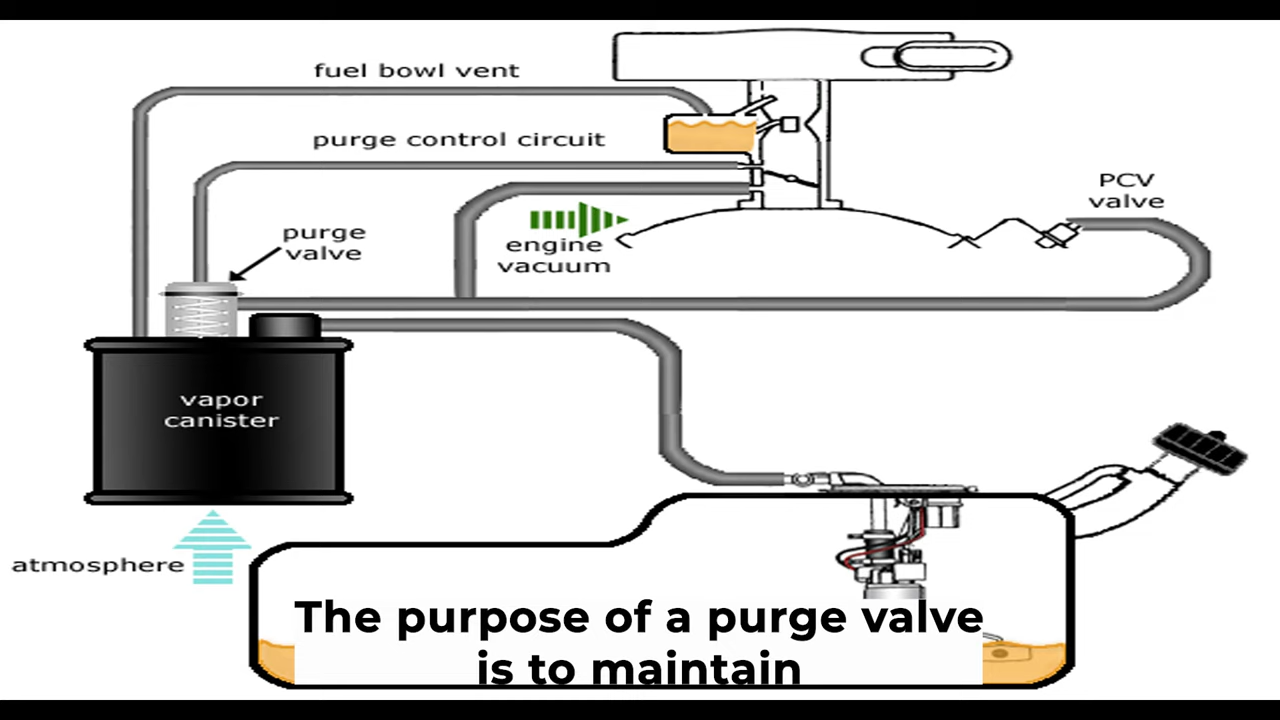 fuel bowl vent
purge control circuit
PCV
valve
purge
valve
engine
vacuum
vapor
canister
atmosphere
The purpose of a purge valve
is to maintain